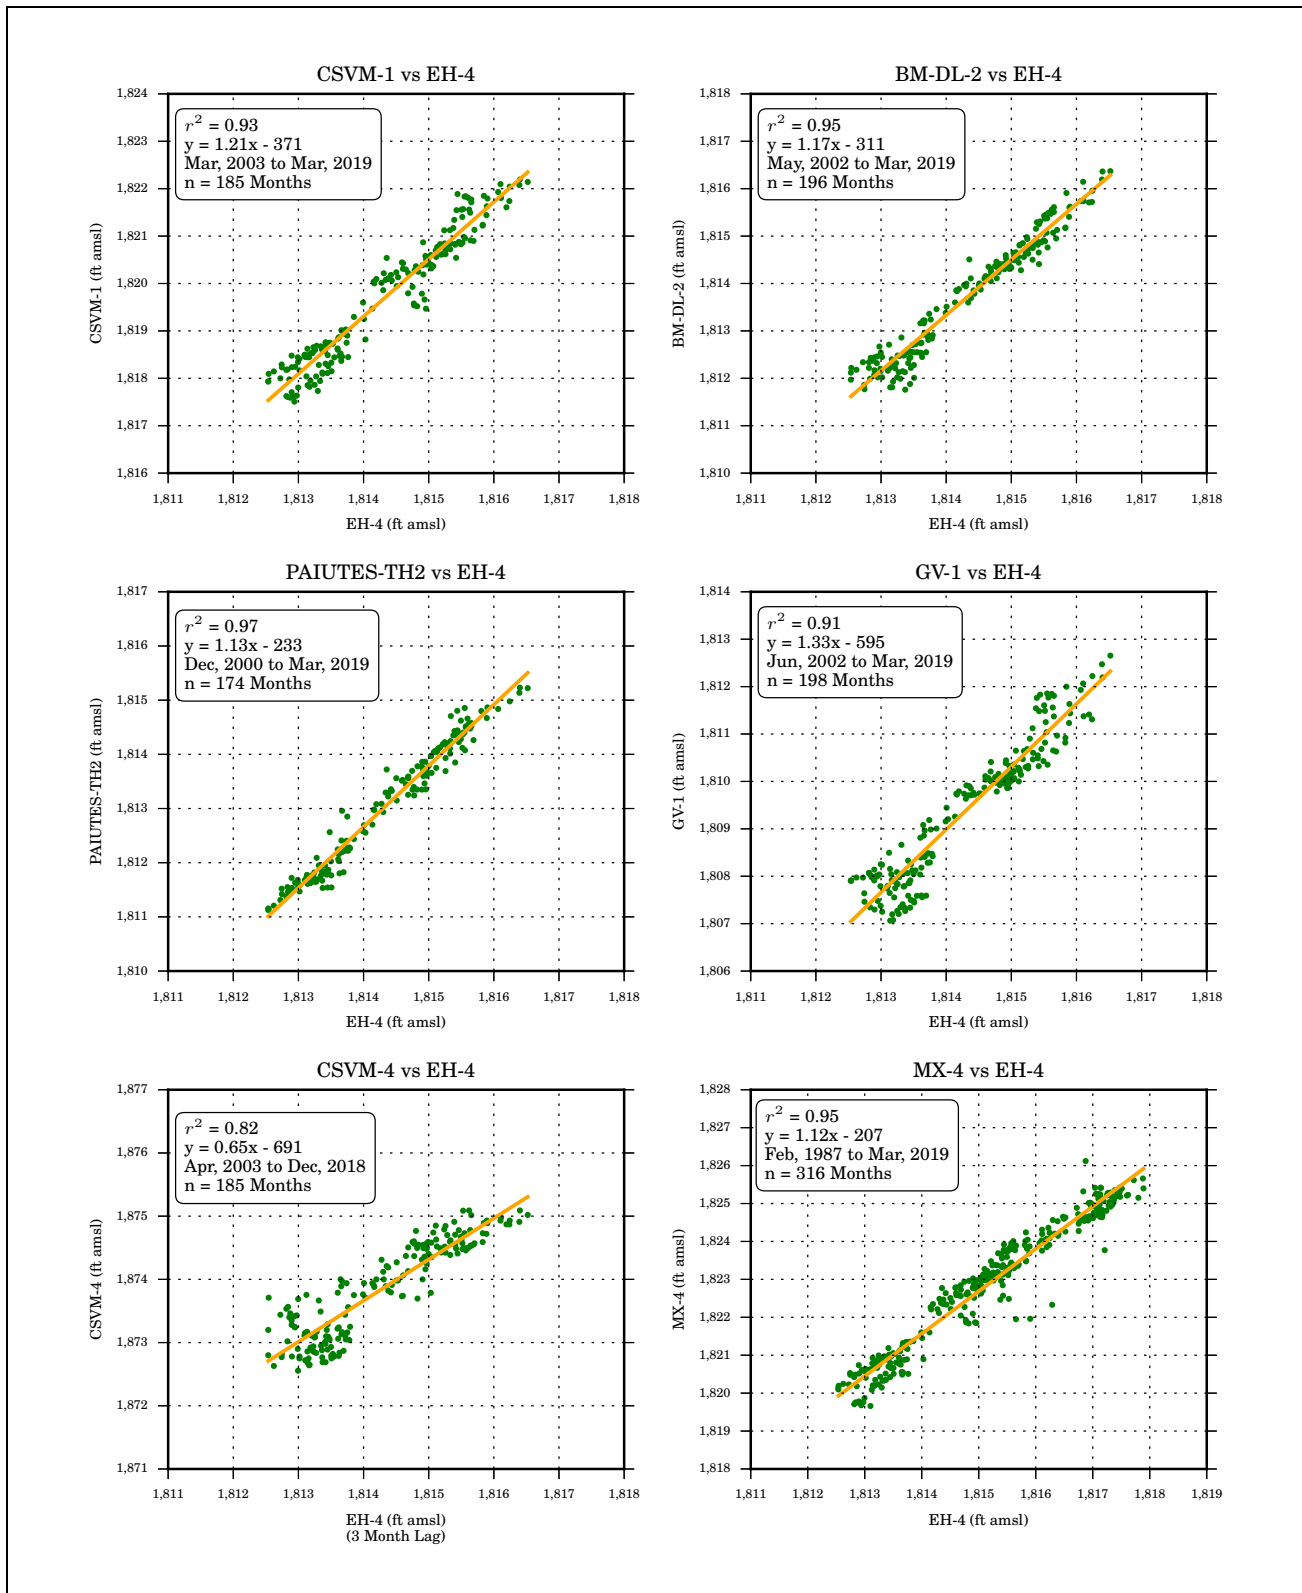 CSVM-1 vs EH-4
1,824
1,823
1,822
1,821
1,820
1,819
1,818
1,817
1,816
CSVM-1 (ft amsl)
r² = 0.93
y = 1.21x - 371
Mar, 2003 to Mar, 2019
n = 185 Months
1,811 1,812 1,813 1,814 1,815 1,816 1,817 1,818
EH-4 (ft amsl)
BM-DL-2 vs EH-4
1,818
1,817
1,816
1,815
1,814
1,813
1,812
1,811
1,810
BM-DL-2 (ft amsl)
r² = 0.95
y = 1.17x - 311
May, 2002 to Mar, 2019
n = 196 Months
1,811 1,812 1,813 1,814 1,815 1,816 1,817 1,818
EH-4 (ft amsl)
PAIUTES-TH2 vs EH-4
1,817
1,816
1,815
1,814
1,813
1,812
1,811
1,810
PAIUTES-TH2 (ft amsl)
r² = 0.97
y = 1.13x - 233
Dec, 2000 to Mar, 2019
n = 174 Months
1,811 1,812 1,813 1,814 1,815 1,816 1,817 1,818
EH-4 (ft amsl)
GV-1 vs EH-4
1,814
1,813
1,812
1,811
1,810
1,809
1,808
1,807
1,806
GV-1 (ft amsl)
r² = 0.91
y = 1.33x - 595
Jun, 2002 to Mar, 2019
n = 198 Months
1,811 1,812 1,813 1,814 1,815 1,816 1,817 1,818
EH-4 (ft amsl)
CSVM-4 vs EH-4
1,877
1,876
1,875
1,874
1,873
1,872
1,871
CSVM-4 (ft amsl)
r² = 0.82
y = 0.65x - 691
Apr, 2003 to Dec, 2018
n = 185 Months
1,811 1,812 1,813 1,814 1,815 1,816 1,817 1,818
EH-4 (ft amsl)
(3 Month Lag)
MX-4 vs EH-4
1,828
1,827
1,826
1,825
1,824
1,823
1,822
1,821
1,820
1,819
1,818
MX-4 (ft amsl)
r² = 0.95
y = 1.12x - 207
Feb, 1987 to Mar, 2019
n = 316 Months
1,811 1,812 1,813 1,814 1,815 1,816 1,817 1,818 1,819
EH-4 (ft amsl)